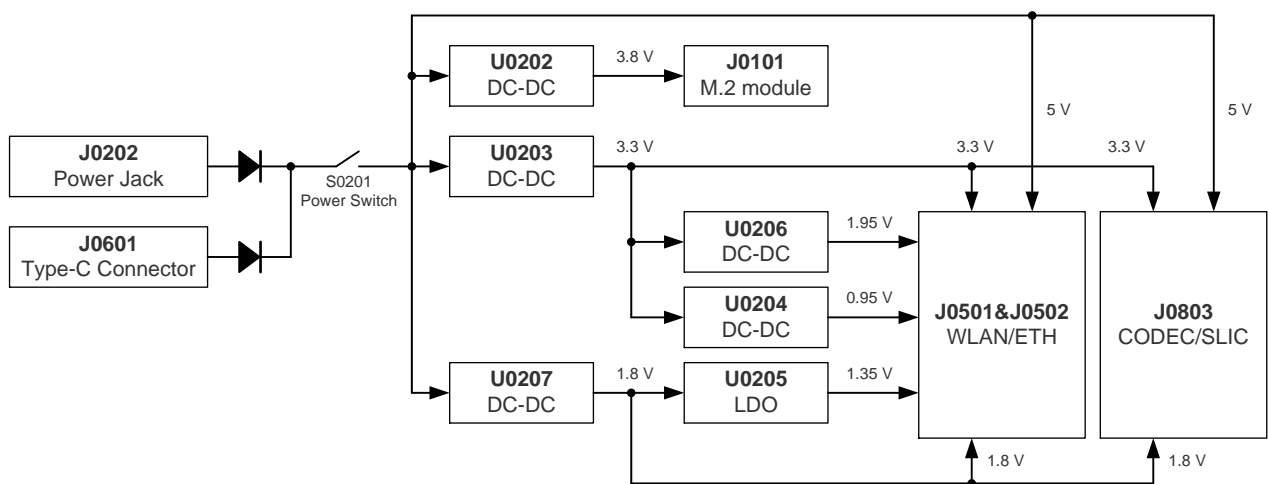 U0202
DC-DC
3.8 V
J0101
M.2 module
5 V
5 V
J0202
Power Jack
S0201
Power Switch
U0203
DC-DC
3.3 V
3.3 V
3.3 V
J0601
Type-C Connector
U0206
DC-DC
1.95 V
U0204
DC-DC
0.95 V
J0501&J0502
WLAN/ETH
J0803
CODEC/SLIC
U0207
DC-DC
1.8 V
U0205
LDO
1.35 V
1.8 V
1.8 V